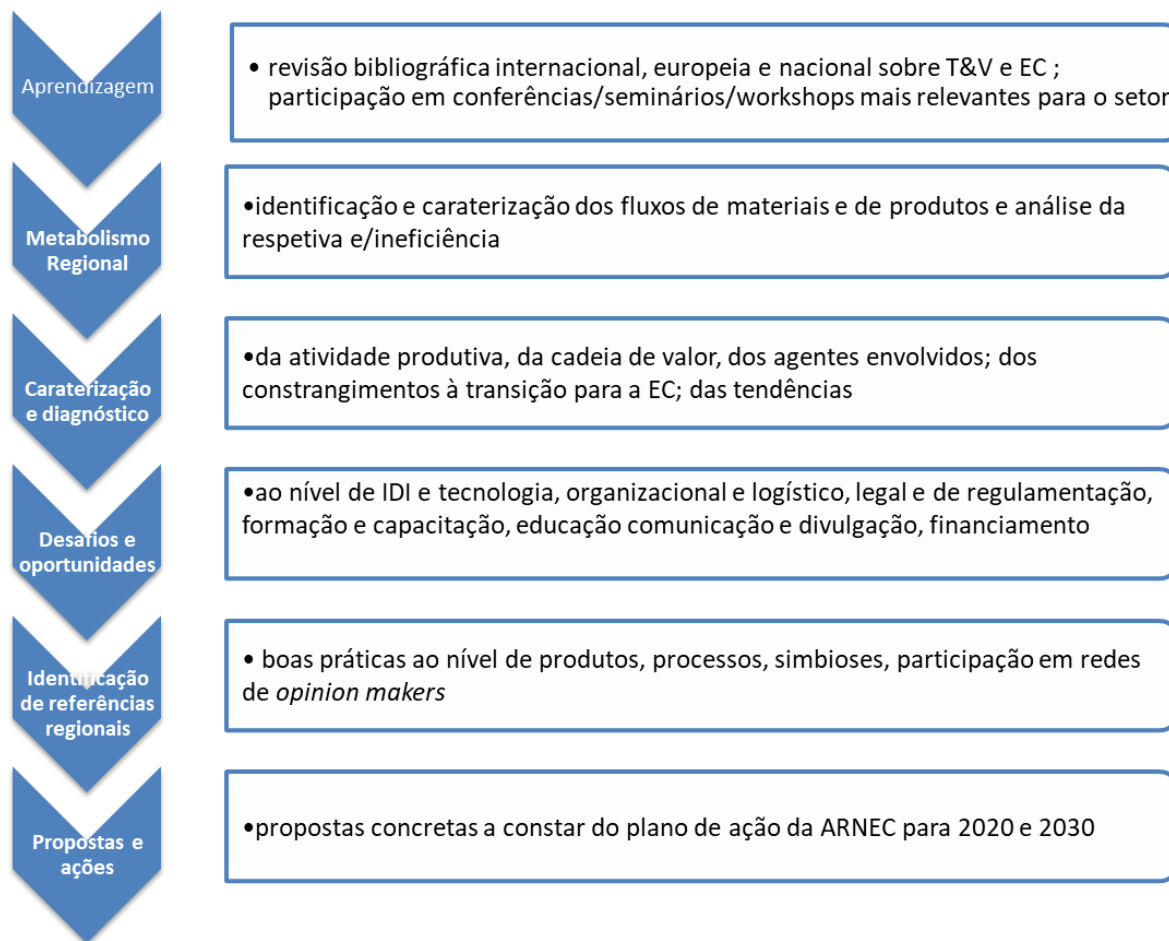 Aprendizagem
• revisão bibliográfica internacional, europeia e nacional sobre T&V e EC ;
participação em conferências/seminários/workshops mais relevantes para o setor
Metabolismo
Regional
•identificação e caraterização dos fluxos de materiais e de produtos e análise da
respetiva e/ineficiência
Caraterização
e diagnóstico
•da atividade produtiva, da cadeia de valor, dos agentes envolvidos; dos
constrangimentos à transição para a EC; das tendências
Desafios e
oportunidades
•ao nível de IDI e tecnologia, organizacional e logístico, legal e de regulamentação,
formação e capacitação, educação comunicação e divulgação, financiamento
Identificação
de referências
regionais
• boas práticas ao nível de produtos, processos, simbioses, participação em redes
de opinion makers
Propostas e
ações
•propostas concretas a constar do plano de ação da ARNEC para 2020 e 2030